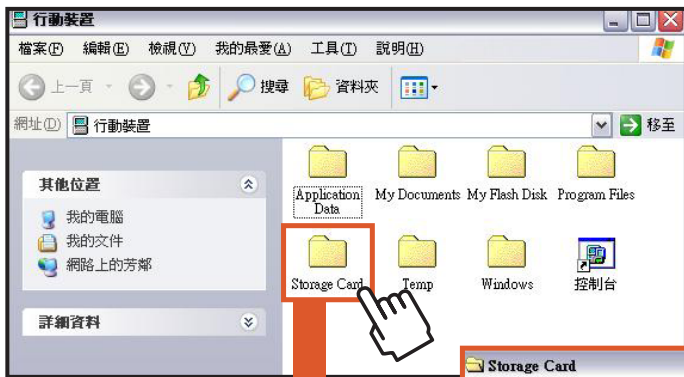 行動裝置
檔案(F) 編輯(E) 檢視(V) 我的最愛(A) 工具(T) 說明(H)
上一頁 搜尋 資料夾
網址(D) 行動裝置 移至
其他位置
我的電腦
我的文件
網路上的芳鄰
詳細資料
Application Data
My Documents
My Flash Disk
Program Files
Storage Card
Temp
Windows
控制台
Storage Card